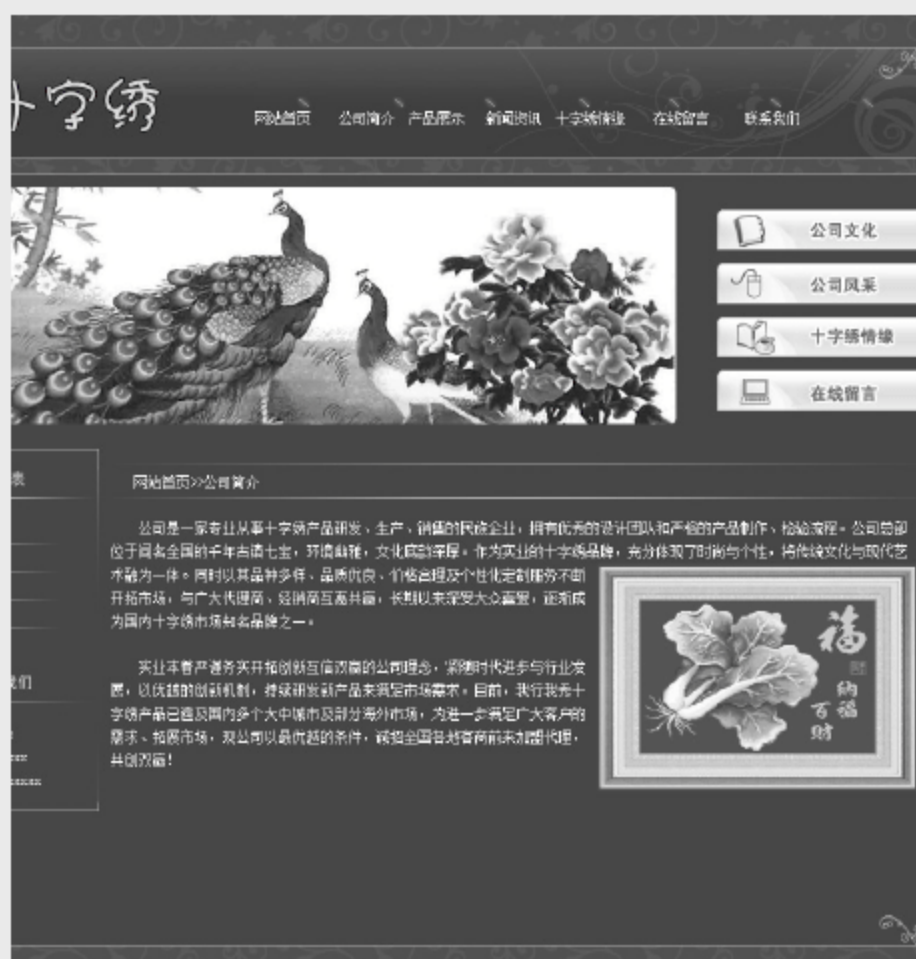 十字绣
网站首页 公司简介 产品展示 新闻资讯 十字绣情缘 在线留言 联系我们
公司文化
公司风采
十字绣情缘
在线留言
表
网站首页>>公司简介
公司是一家专业从事十字绣产品研发、生产、销售的民族企业，拥有优秀的设计团队和严格的产品制作、检验流程。公司总部
位于闻名全国的千年古镇七宝，环境幽雅，文化底蕴深厚。作为实业的十字绣品牌，充分体现了时尚与个性，将传统文化与现代艺
术融为一体。同时以其品种多样、品质优良、价格合理及个性化定制服务不断
开拓市场，与广大代理商、经销商互惠共赢，长期以来深受大众喜爱，逐渐成
为国内十字绣市场知名品牌之一。
我们
实业本着严谨务实开拓创新互信双赢的公司理念，紧随时代进步与行业发
展，以优越的创新机制，持续研发新产品来满足市场需求。目前，我行我秀十
字绣产品已遍及国内多个大中城市及部分海外市场，为进一步满足广大客户的
需求、拓展市场，现公司以最优越的条件，诚招全国各地客商前来加盟代理，
共创双赢！
福
纳福
百财